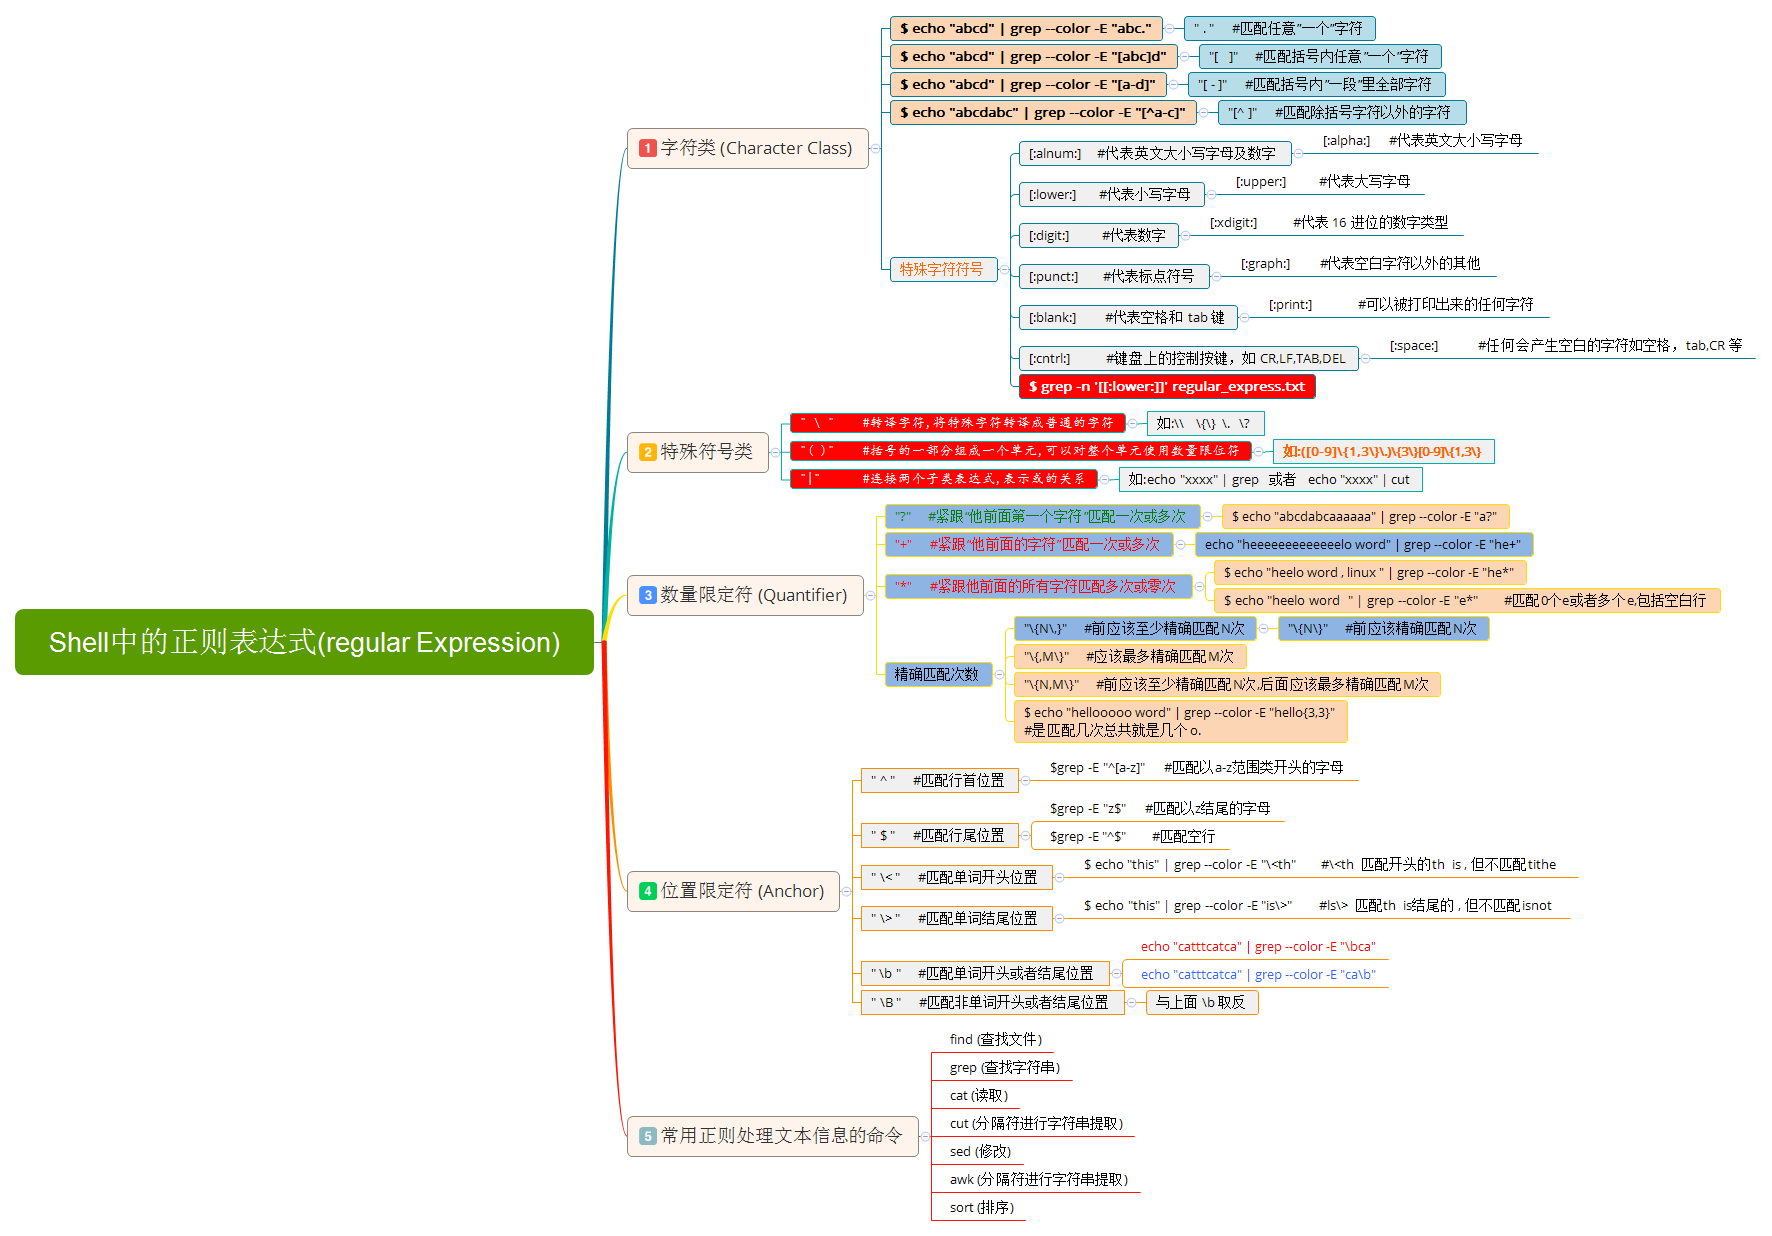 Shell中的正则表达式(regular Expression)
1 字符类 (Character Class)
$ echo "abcd" | grep --color -E "abc."
" . " #匹配任意"一个"字符
$ echo "abcd" | grep --color -E "[abc]d"
"[ ]" #匹配括号内任意"一个"字符
$ echo "abcd" | grep --color -E "[a-d]"
"[ - ]" #匹配括号内"一段"里全部字符
$ echo "abcdabc" | grep --color -E "[^a-c]"
"[^ ]" #匹配除括号字符以外的字符
特殊字符符号
[:alnum:] #代表英文大小写字母及数字
[:alpha:] #代表英文大小写字母
[:lower:] #代表小写字母
[:upper:] #代表大写字母
[:digit:] #代表数字
[:xdigit:] #代表 16 进位的数字类型
[:punct:] #代表标点符号
[:graph:] #代表空白字符以外的其他
[:blank:] #代表空格和 tab 键
[:print:] #可以被打印出来的任何字符
[:cntrl:] #键盘上的控制按键，如 CR,LF,TAB,DEL
[:space:] #任何会产生空白的字符如空格，tab,CR 等
$ grep -n '[[:lower:]]' regular_express.txt
2 特殊符号类
" \ " #转译字符,将特殊字符转译成普通的字符
如:\\ \{\} \. \?
"( )" #括号的一部分组成一个单元,可以对整个单元使用数量限位符
如:([0-9]\{1,3\}\.)\{3\}[0-9]\{1,3\}
"|" #连接两个子类表达式,表示或的关系
如:echo "xxxx" | grep 或者 echo "xxxx" | cut
3 数量限定符 (Quantifier)
"?" #紧跟"他前面第一个字符"匹配一次或多次
$ echo "abcdabcaaaaaa" | grep --color -E "a?"
"+" #紧跟"他前面的字符"匹配一次或多次
echo "heeeeeeeeeeeeelo word" | grep --color -E "he+"
"*" #紧跟他前面的所有字符匹配多次或零次
$ echo "heelo word , linux " | grep --color -E "he*"
$ echo "heelo word " | grep --color -E "e*" #匹配0个e或者多个e,包括空白行
精确匹配次数
"\{N\,}" #前应该至少精确匹配N次
"\{N\}" #前应该精确匹配N次
"\{,M\}" #应该最多精确匹配M次
"\{N,M\}" #前应该至少精确匹配N次,后面应该最多精确匹配M次
$ echo "hellooooo word" | grep --color -E "hello{3,3}"
#是匹配几次总共就是几个 o.
4 位置限定符 (Anchor)
" ^ " #匹配行首位置
$grep -E "^[a-z]" #匹配以a-z范围类开头的字母
" $ " #匹配行尾位置
$grep -E "z$" #匹配以z结尾的字母
$grep -E "^$" #匹配空行
" \< " #匹配单词开头位置
$ echo "this" | grep --color -E "\<th" #\<th 匹配开头的th is , 但不匹配tithe
" \> " #匹配单词结尾位置
$ echo "this" | grep --color -E "is\>" #ls\> 匹配th is结尾的 , 但不匹配isnot
" \b " #匹配单词开头或者结尾位置
echo "catttcatca" | grep --color -E "\bca"
echo "catttcatca" | grep --color -E "ca\b"
" \B " #匹配非单词开头或者结尾位置
与上面 \b 取反
5 常用正则处理文本信息的命令
find (查找文件)
grep (查找字符串)
cat (读取)
cut (分隔符进行字符串提取)
sed (修改)
awk (分隔符进行字符串提取)
sort (排序)